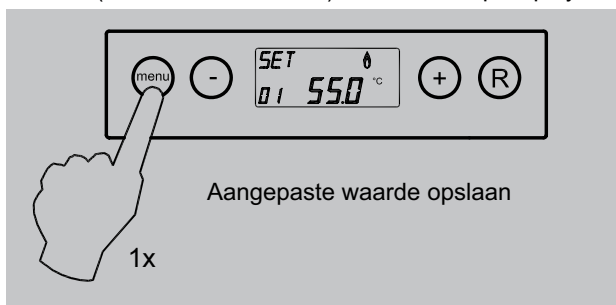 SET
menu - 01 55.0 °C + R
Aangepaste waarde opslaan
1x